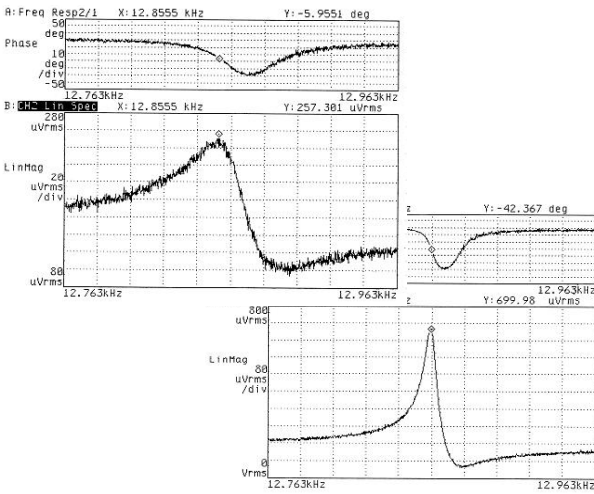 A:Freq Resp2/1 X:12.8555 kHz Y:-5.9551 deg
50
deg
Phase
10
deg
/div
-50
12.763kHz 12.963kHz
B:CH2 Lin Spec X:12.8555 kHz Y:257.301 uVrms
280
uVrms
LinMag
20
uVrms
/div
80
uVrms
12.763kHz 12.963kHz
z Y:-42.367 deg
12.963kHz
z Y:699.98 uVrms
800
uVrms
LinMag
80
uVrms
/div
0
Vrms
12.763kHz 12.963kHz